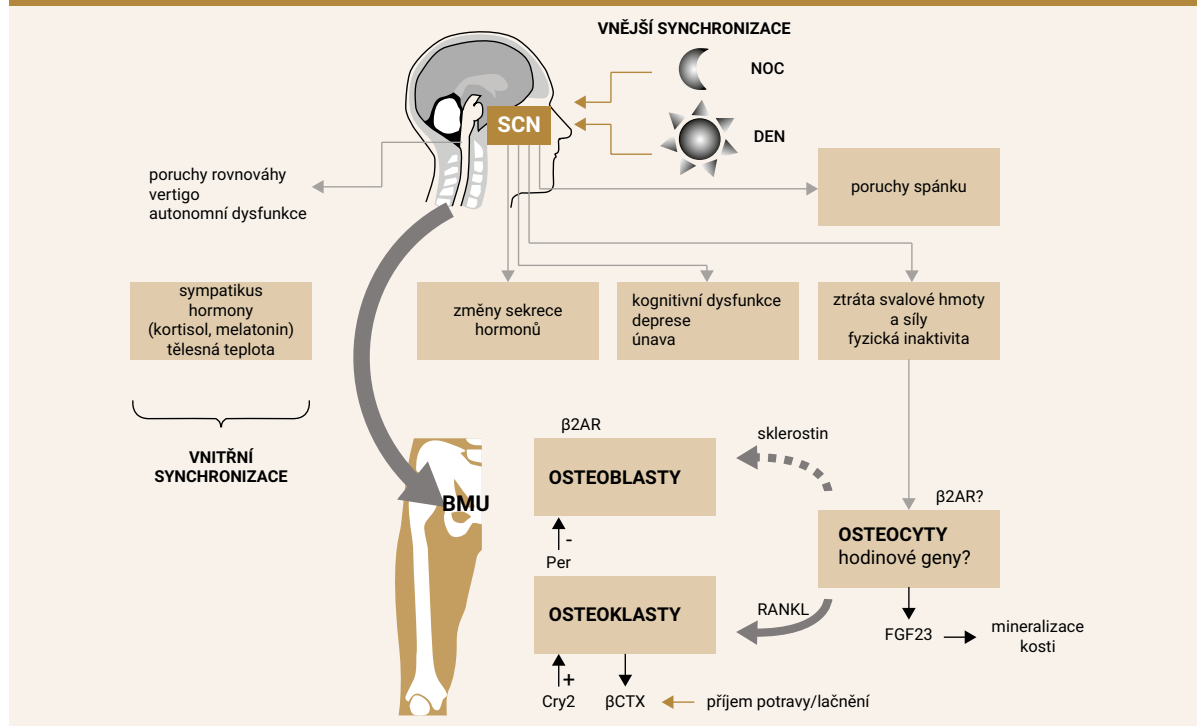 VNĚJŠÍ SYNCHRONIZACE
NOC
SCN
DEN
poruchy rovnováhy
vertigo
autonomní dysfunkce
poruchy spánku
sympatikus
hormony
(kortisol, melatonin)
tělesná teplota
změny sekrece
hormonů
kognitivní dysfunkce
deprese
únava
ztráta svalové hmoty
a síly
fyzická inaktivita
VNITŘNÍ
SYNCHRONIZACE
β2AR
sklerostin
OSTEOBLASTY
BMU
β2AR?
OSTEOCYTY
hodinové geny?
-
Per
OSTEOKLASTY
RANKL
FGF23
mineralizace
kosti
+
Cry2
βCTX
příjem potravy/lačnění